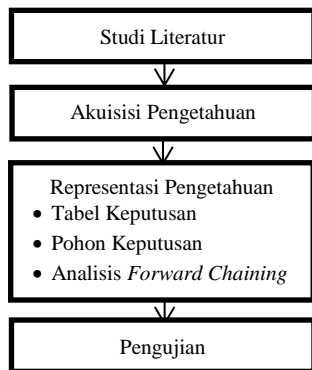 Studi Literatur
Akuisisi Pengetahuan
Representasi Pengetahuan
• Tabel Keputusan
• Pohon Keputusan
• Analisis Forward Chaining
Pengujian